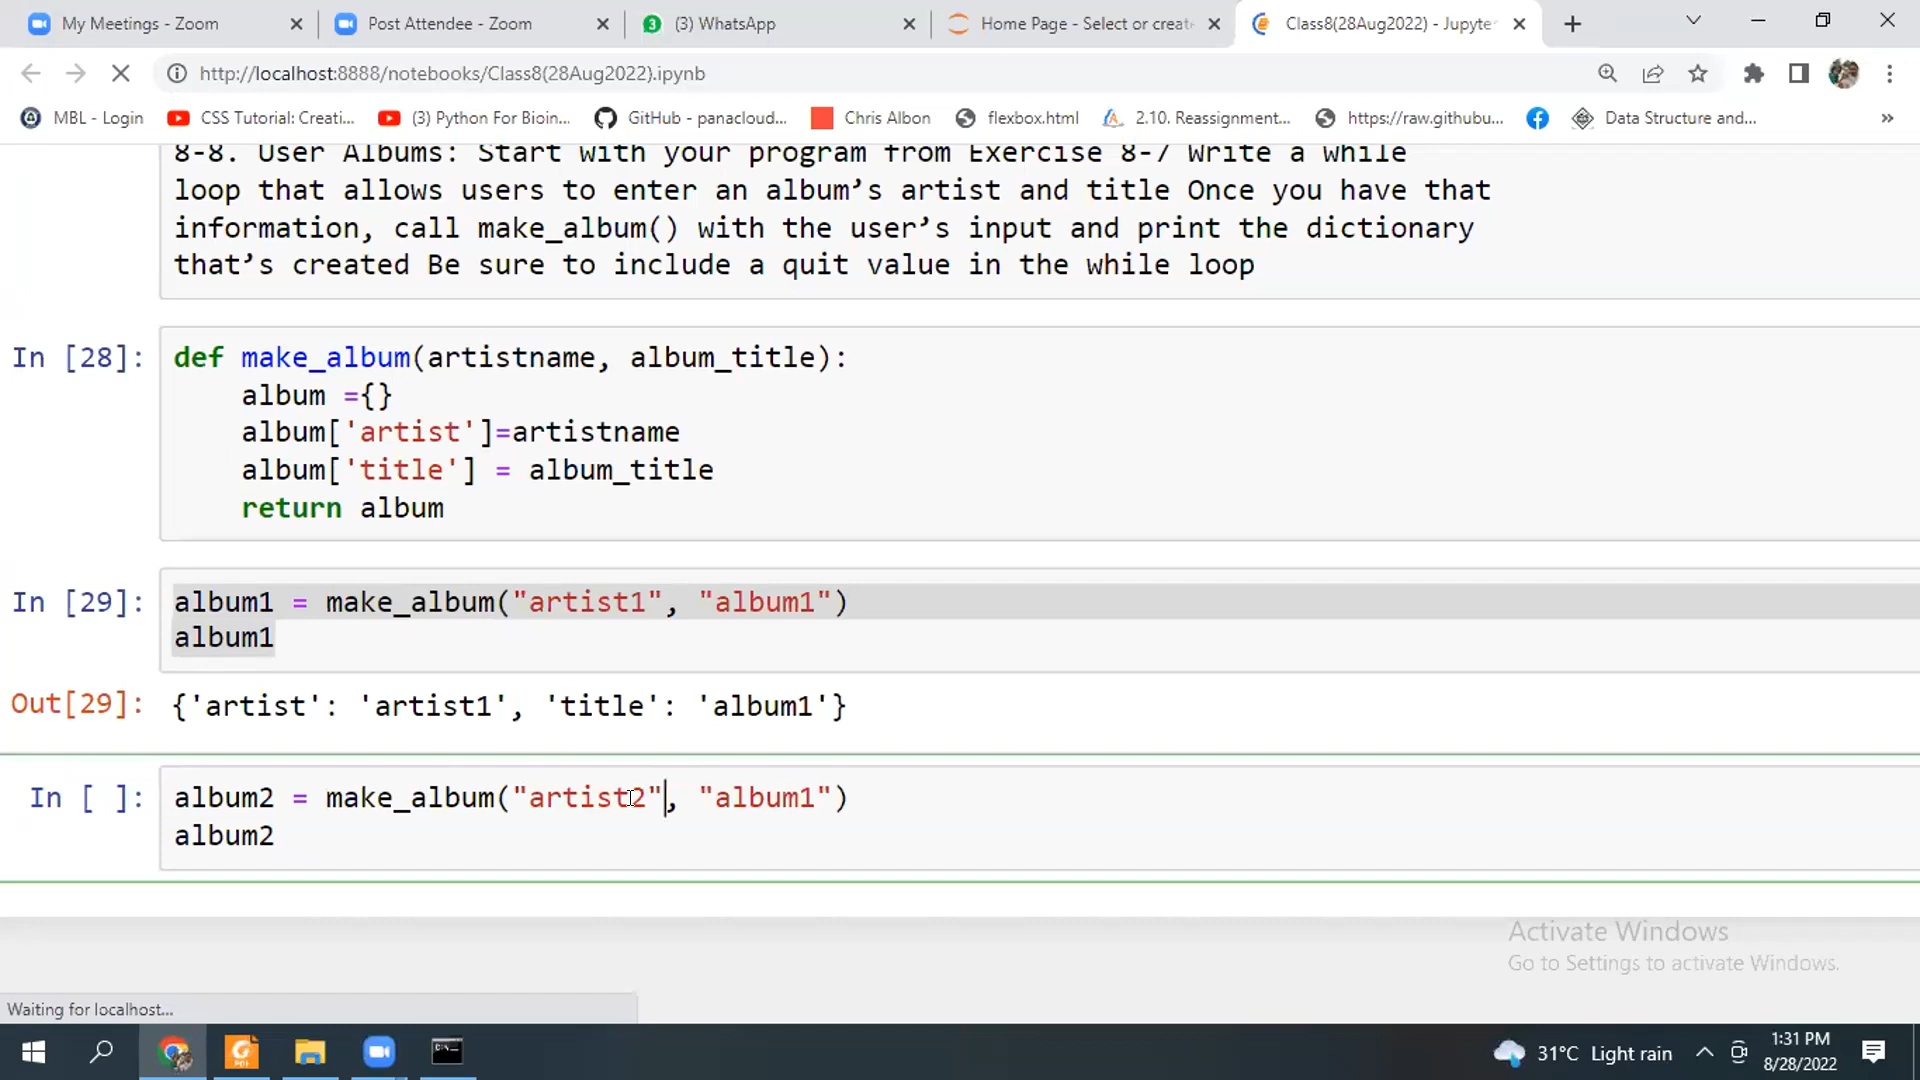 My Meetings - Zoom
Post Attendee - Zoom
3 (3) WhatsApp
Home Page - Select or creat
Class8(28Aug2022) - Jupyte
http://localhost:8888/notebooks/Class8(28Aug2022).ipynb
MBL - Login
CSS Tutorial: Creati...
(3) Python For Bioin...
GitHub - panacloud...
Chris Albon
flexbox.html
2.10. Reassignment...
https://raw.githubu...
Data Structure and...
»
8-8. User Albums: Start with your program from Exercise 8-7 Write a while
loop that allows users to enter an album’s artist and title Once you have that
information, call make_album() with the user’s input and print the dictionary
that’s created Be sure to include a quit value in the while loop
In [28]:
def make_album(artistname, album_title):
album ={}
album['artist']=artistname
album['title'] = album_title
return album
In [29]:
album1 = make_album("artist1", "album1")
album1
Out[29]:
{'artist': 'artist1', 'title': 'album1'}
In [ ]:
album2 = make_album("artist2", "album1")
album2
Activate Windows
Go to Settings to activate Windows.
Waiting for localhost...
31°C Light rain
1:31 PM
8/28/2022